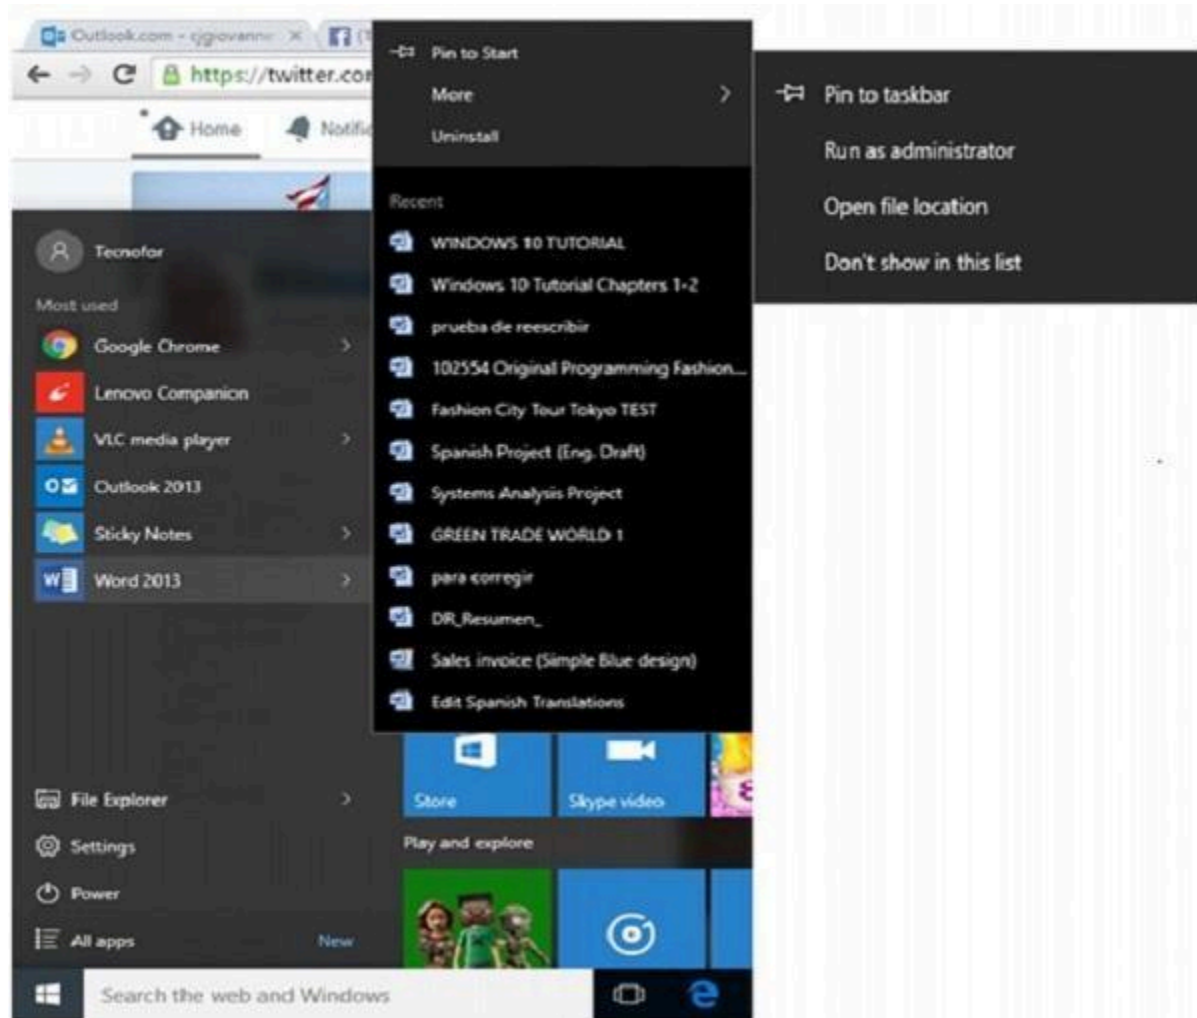 Outlook.com - cjgiovanne
https://twitter.com
Home
Notific
Tecnofor
Most used
Google Chrome
Lenovo Companion
VLC media player
Outlook 2013
Sticky Notes
Word 2013
File Explorer
Settings
Power
All apps
New
Search the web and Windows
Pin to Start
More
Uninstall
Recent
WINDOWS 10 TUTORIAL
Windows 10 Tutorial Chapters 1-2
prueba de reescribir
102554 Original Programming Fashion...
Fashion City Tour Tokyo TEST
Spanish Project (Eng. Draft)
Systems Analysis Project
GREEN TRADE WORLD 1
para corregir
DR_Resumen_
Sales invoice (Simple Blue design)
Edit Spanish Translations
Store
Skype video
Play and explore
Pin to taskbar
Run as administrator
Open file location
Don't show in this list